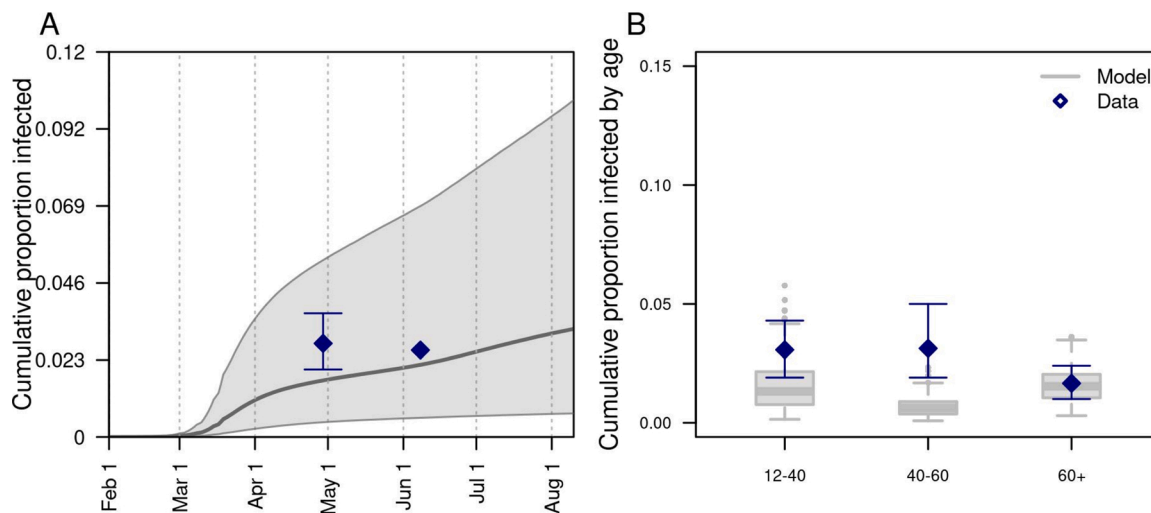 A
Cumulative proportion infected
0.12
0.092
0.069
0.046
0.023
0
Feb 1
Mar 1
Apr 1
May 1
Jun 1
Jul 1
Aug 1
B
Cumulative proportion infected by age
0.15
0.10
0.05
0.00
12-40
40-60
60+
Model
Data